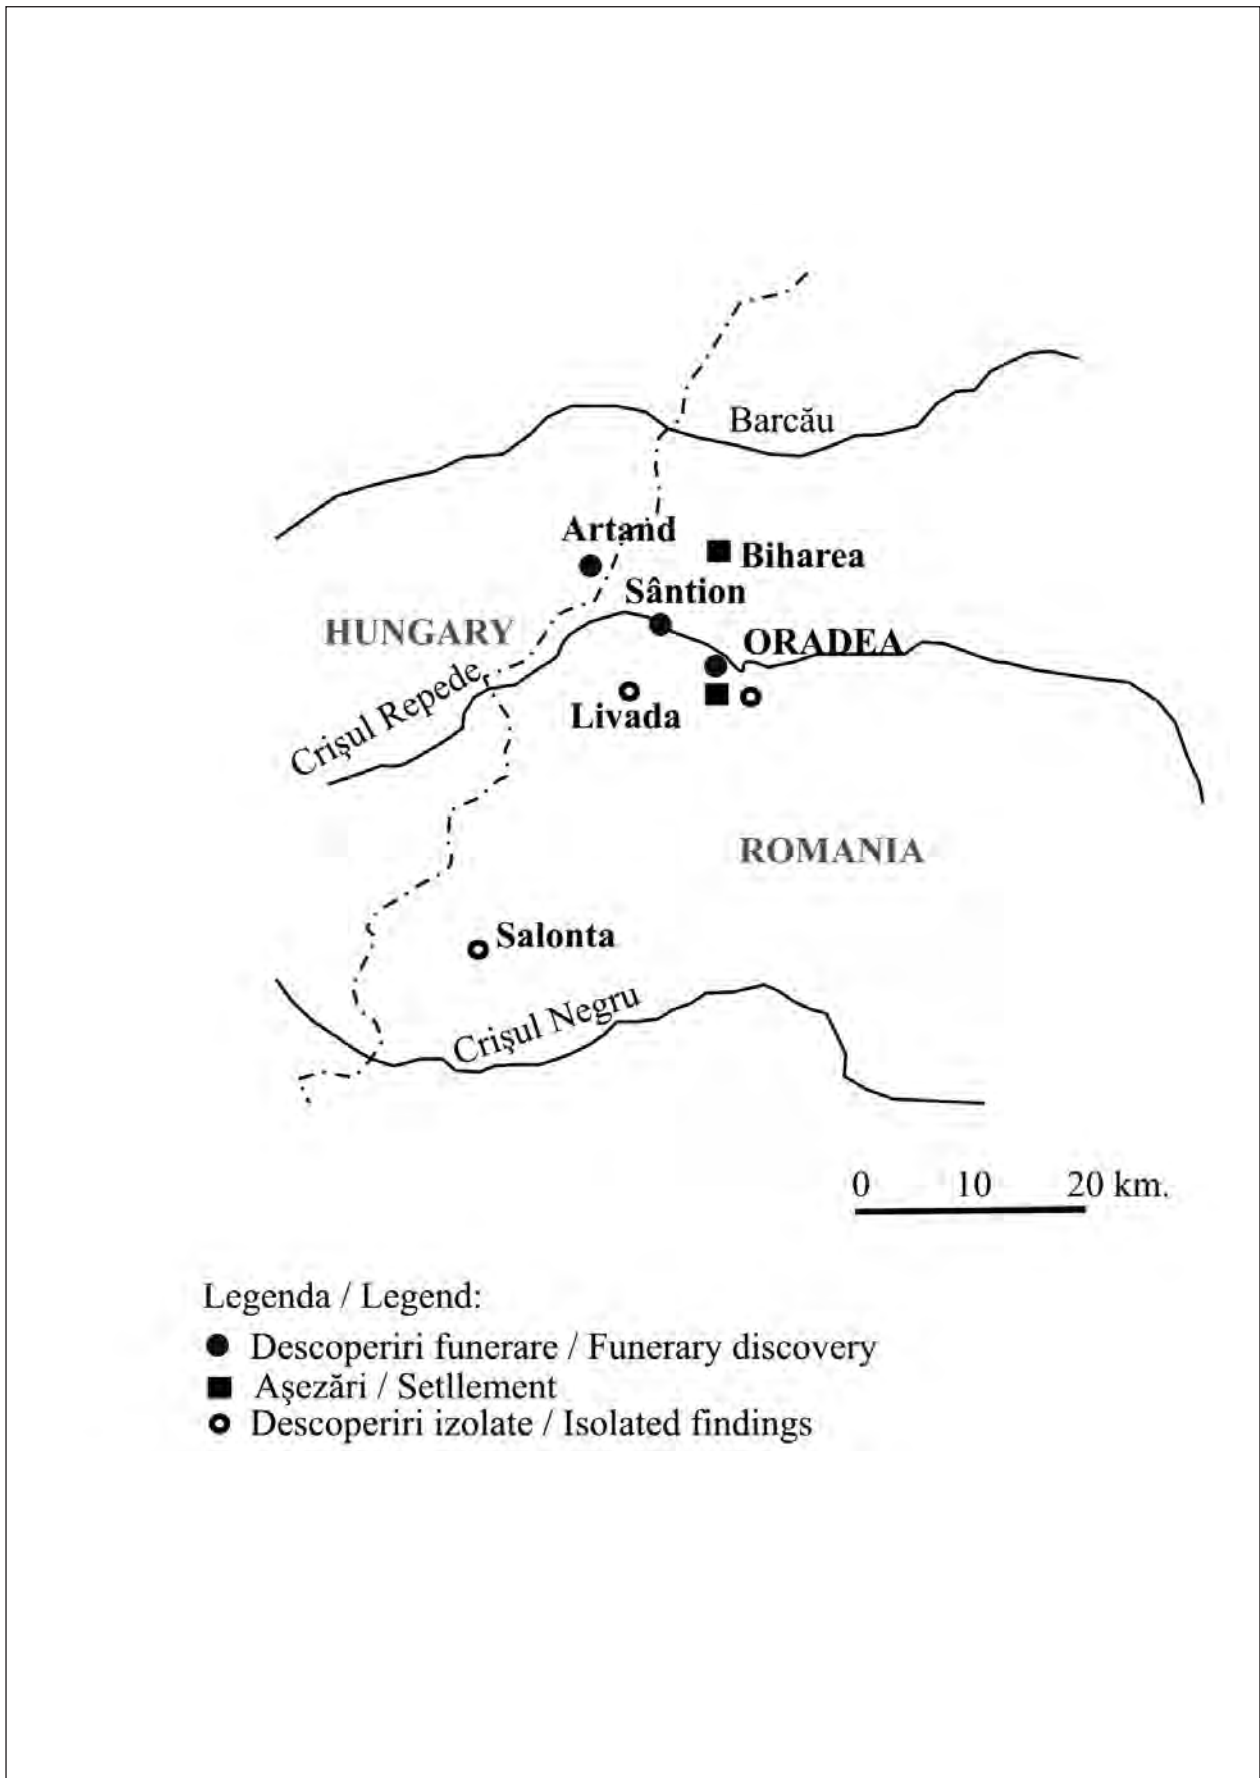 Barcău
Artand
Biharea
Sântion
HUNGARY
ORADEA
Crişul Repede
Livada
ROMANIA
Salonta
Crişul Negru
0 10 20 km.
Legenda / Legend:
Descoperiri funerare / Funerary discovery
Aşezări / Setllement
Descoperiri izolate / Isolated findings